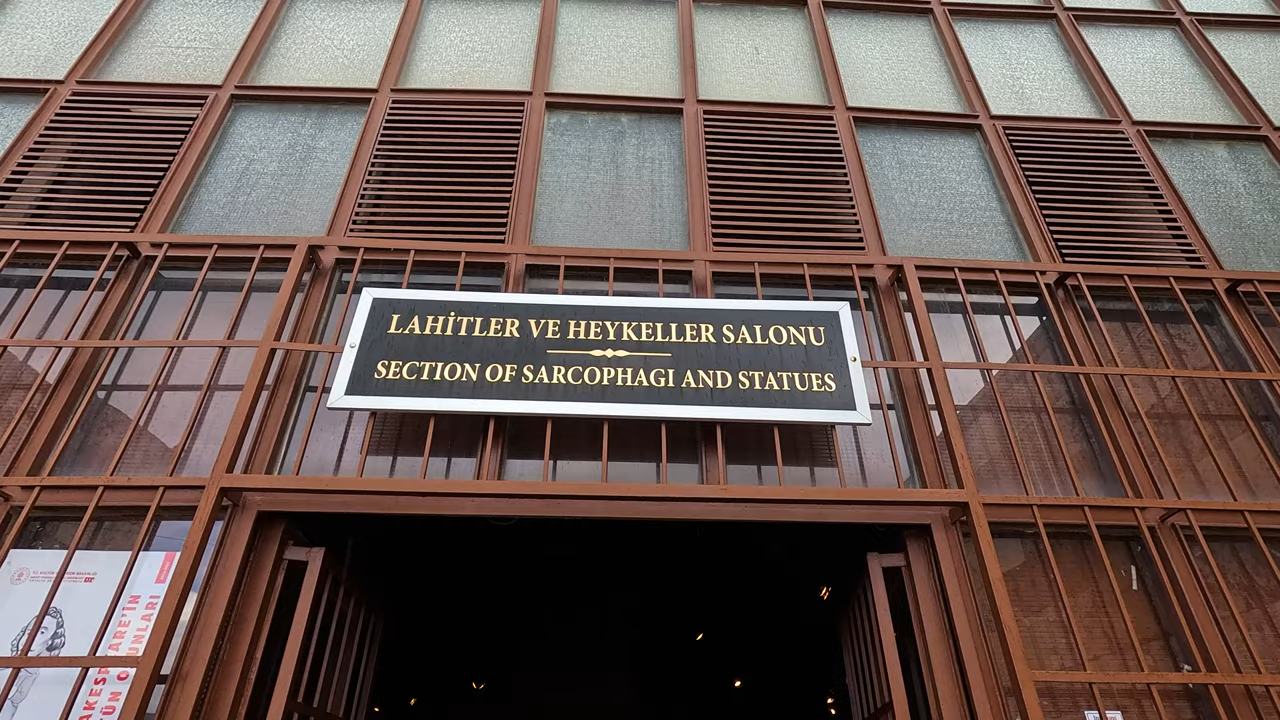 LAHİTLER VE HEYKELLER SALONU
SECTION OF SARCOPHAGI AND STATUES